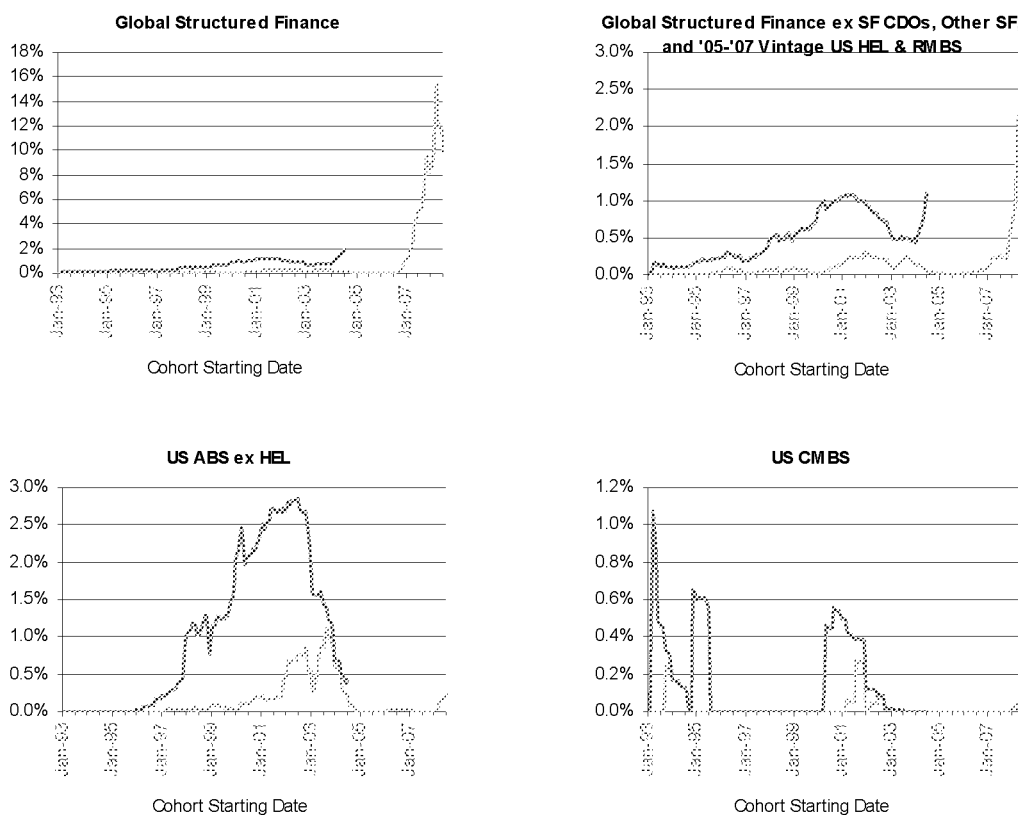 Global Structured Finance
18%
16%
14%
12%
10%
8%
6%
4%
2%
0%
Jan-93
Jan-95
Jan-97
Jan-99
Jan-01
Jan-03
Jan-05
Jan-07
Cohort Starting Date
Global Structured Finance ex SF CDOs, Other SF
and '05-'07 Vintage US HEL & RMBS
3.0%
2.5%
2.0%
1.5%
1.0%
0.5%
0.0%
Jan-93
Jan-95
Jan-97
Jan-99
Jan-01
Jan-03
Jan-05
Jan-07
Cohort Starting Date
US ABS ex HEL
3.0%
2.5%
2.0%
1.5%
1.0%
0.5%
0.0%
Jan-93
Jan-95
Jan-97
Jan-99
Jan-01
Jan-03
Jan-05
Jan-07
Cohort Starting Date
US CMBS
1.2%
1.0%
0.8%
0.6%
0.4%
0.2%
0.0%
Jan-93
Jan-95
Jan-97
Jan-99
Jan-01
Jan-03
Jan-05
Jan-07
Cohort Starting Date